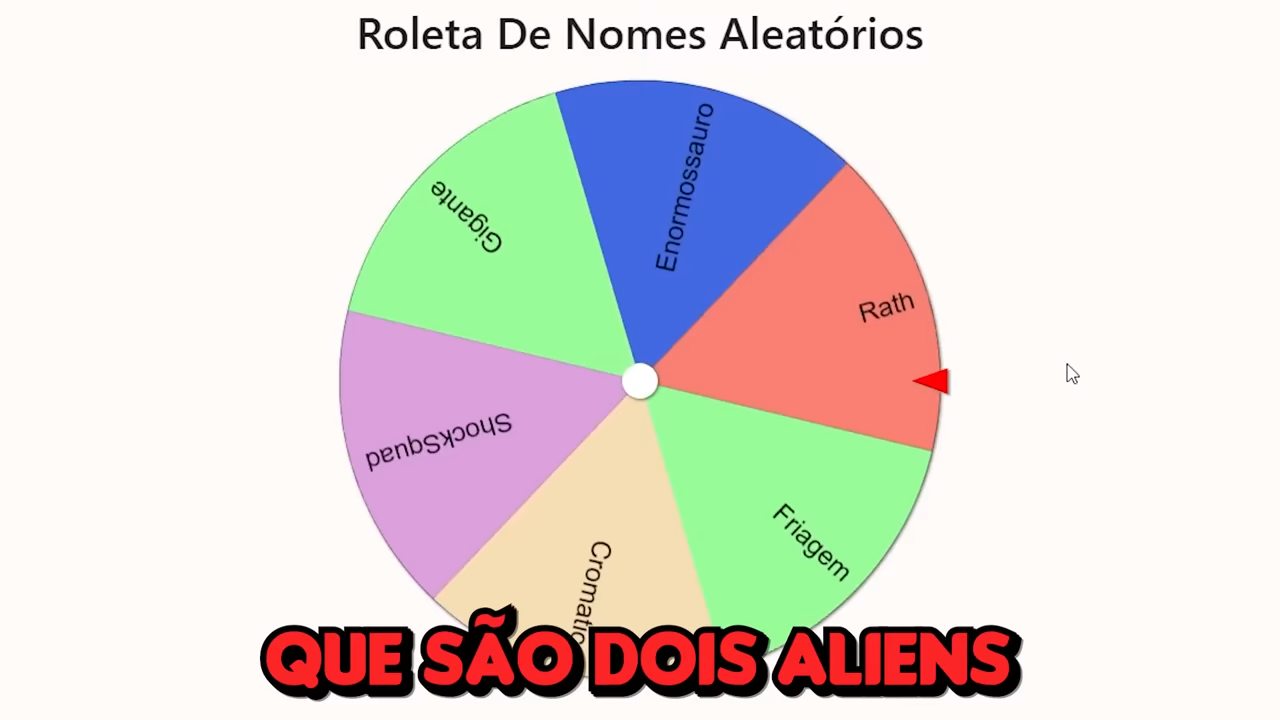 Roleta De Nomes Aleatórios
Enormossauro
Gigante
Rath
ShockSquad
Friagem
QUE SÃO DOIS ALIENS